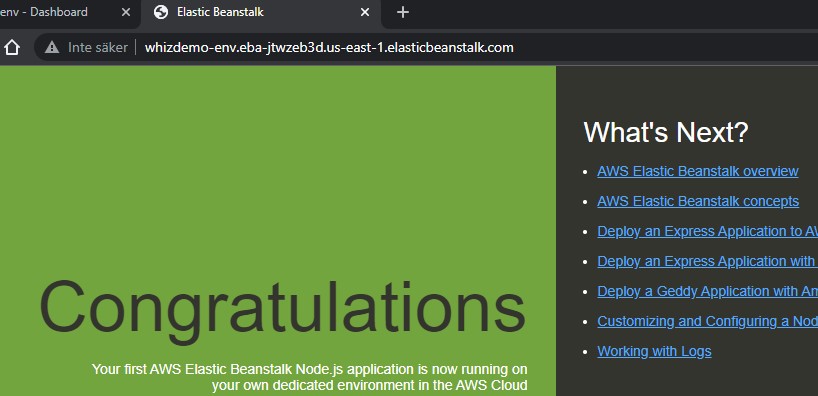 env - Dashboard
Elastic Beanstalk
Inte säker
whizdemo-env.eba-jtwzeb3d.us-east-1.elasticbeanstalk.com
Congratulations
Your first AWS Elastic Beanstalk Node.js application is now running on
your own dedicated environment in the AWS Cloud
What's Next?
AWS Elastic Beanstalk overview
AWS Elastic Beanstalk concepts
Deploy an Express Application to AW
Deploy an Express Application with
Deploy a Geddy Application with Am
Customizing and Configuring a Nod
Working with Logs